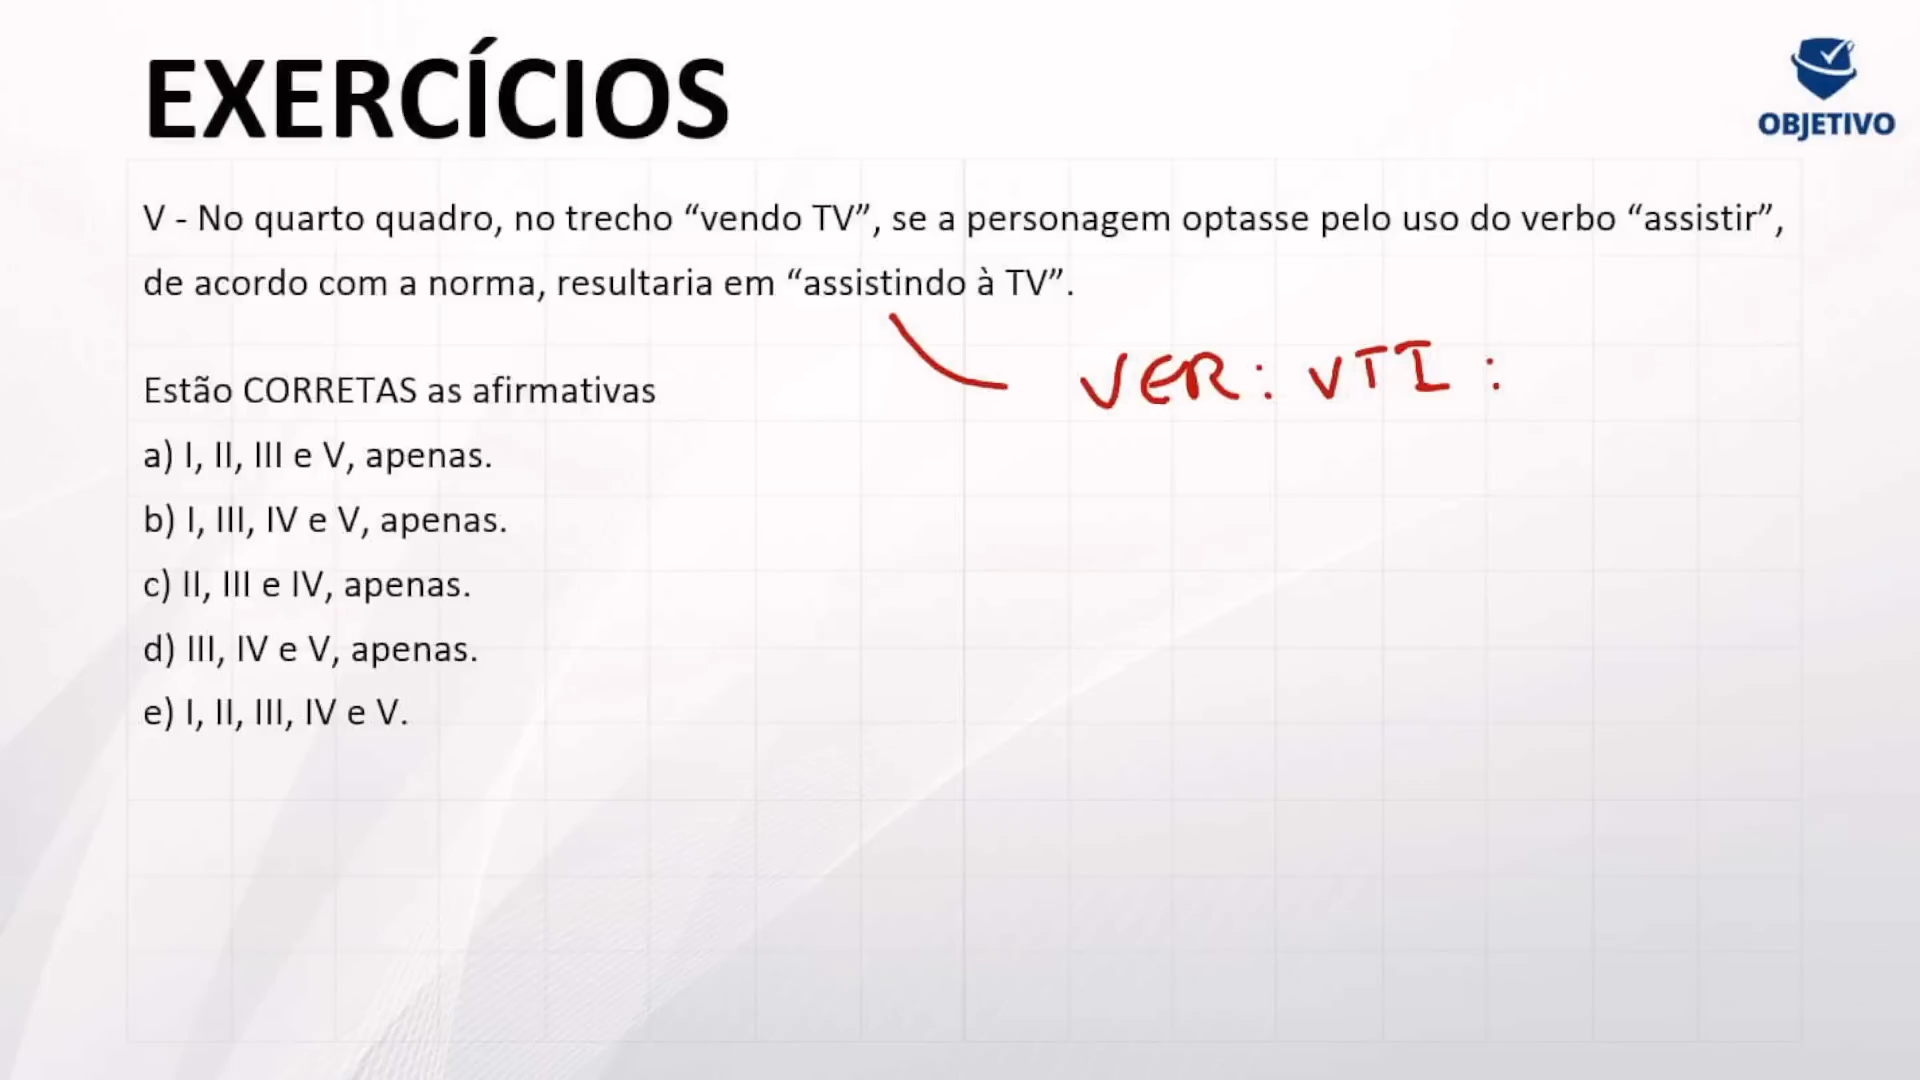 EXERCÍCIOS
OBJETIVO
V - No quarto quadro, no trecho “vendo TV”, se a personagem optasse pelo uso do verbo “assistir”,
de acordo com a norma, resultaria em “assistindo à TV”.
VER: VTI :
Estão CORRETAS as afirmativas
a) I, II, III e V, apenas.
b) I, III, IV e V, apenas.
c) II, III e IV, apenas.
d) III, IV e V, apenas.
e) I, II, III, IV e V.